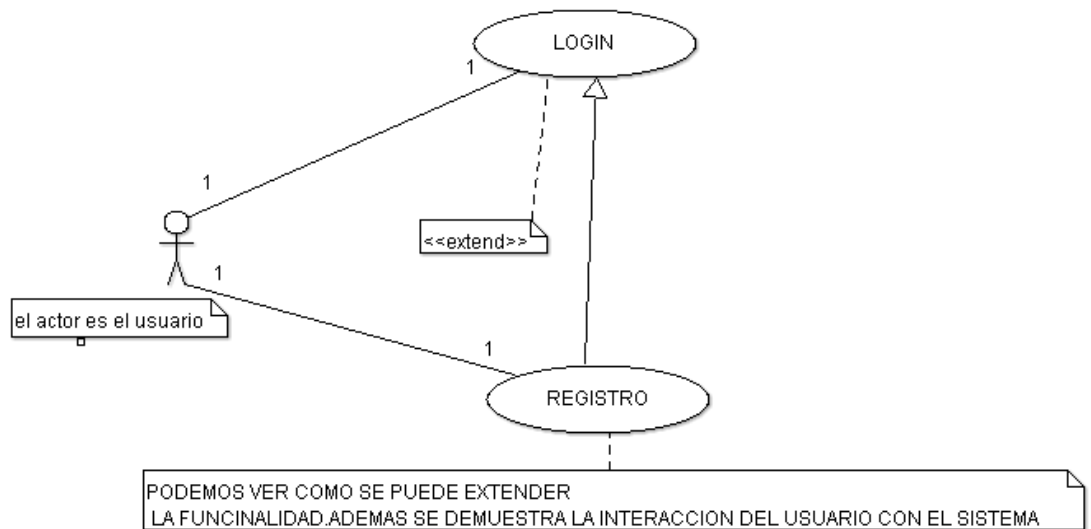 LOGIN
1
1
<<extend>>
1
el actor es el usuario
1
REGISTRO
PODEMOS VER COMO SE PUEDE EXTENDER
LA FUNCINALIDAD.ADEMAS SE DEMUESTRA LA INTERACCION DEL USUARIO CON EL SISTEMA